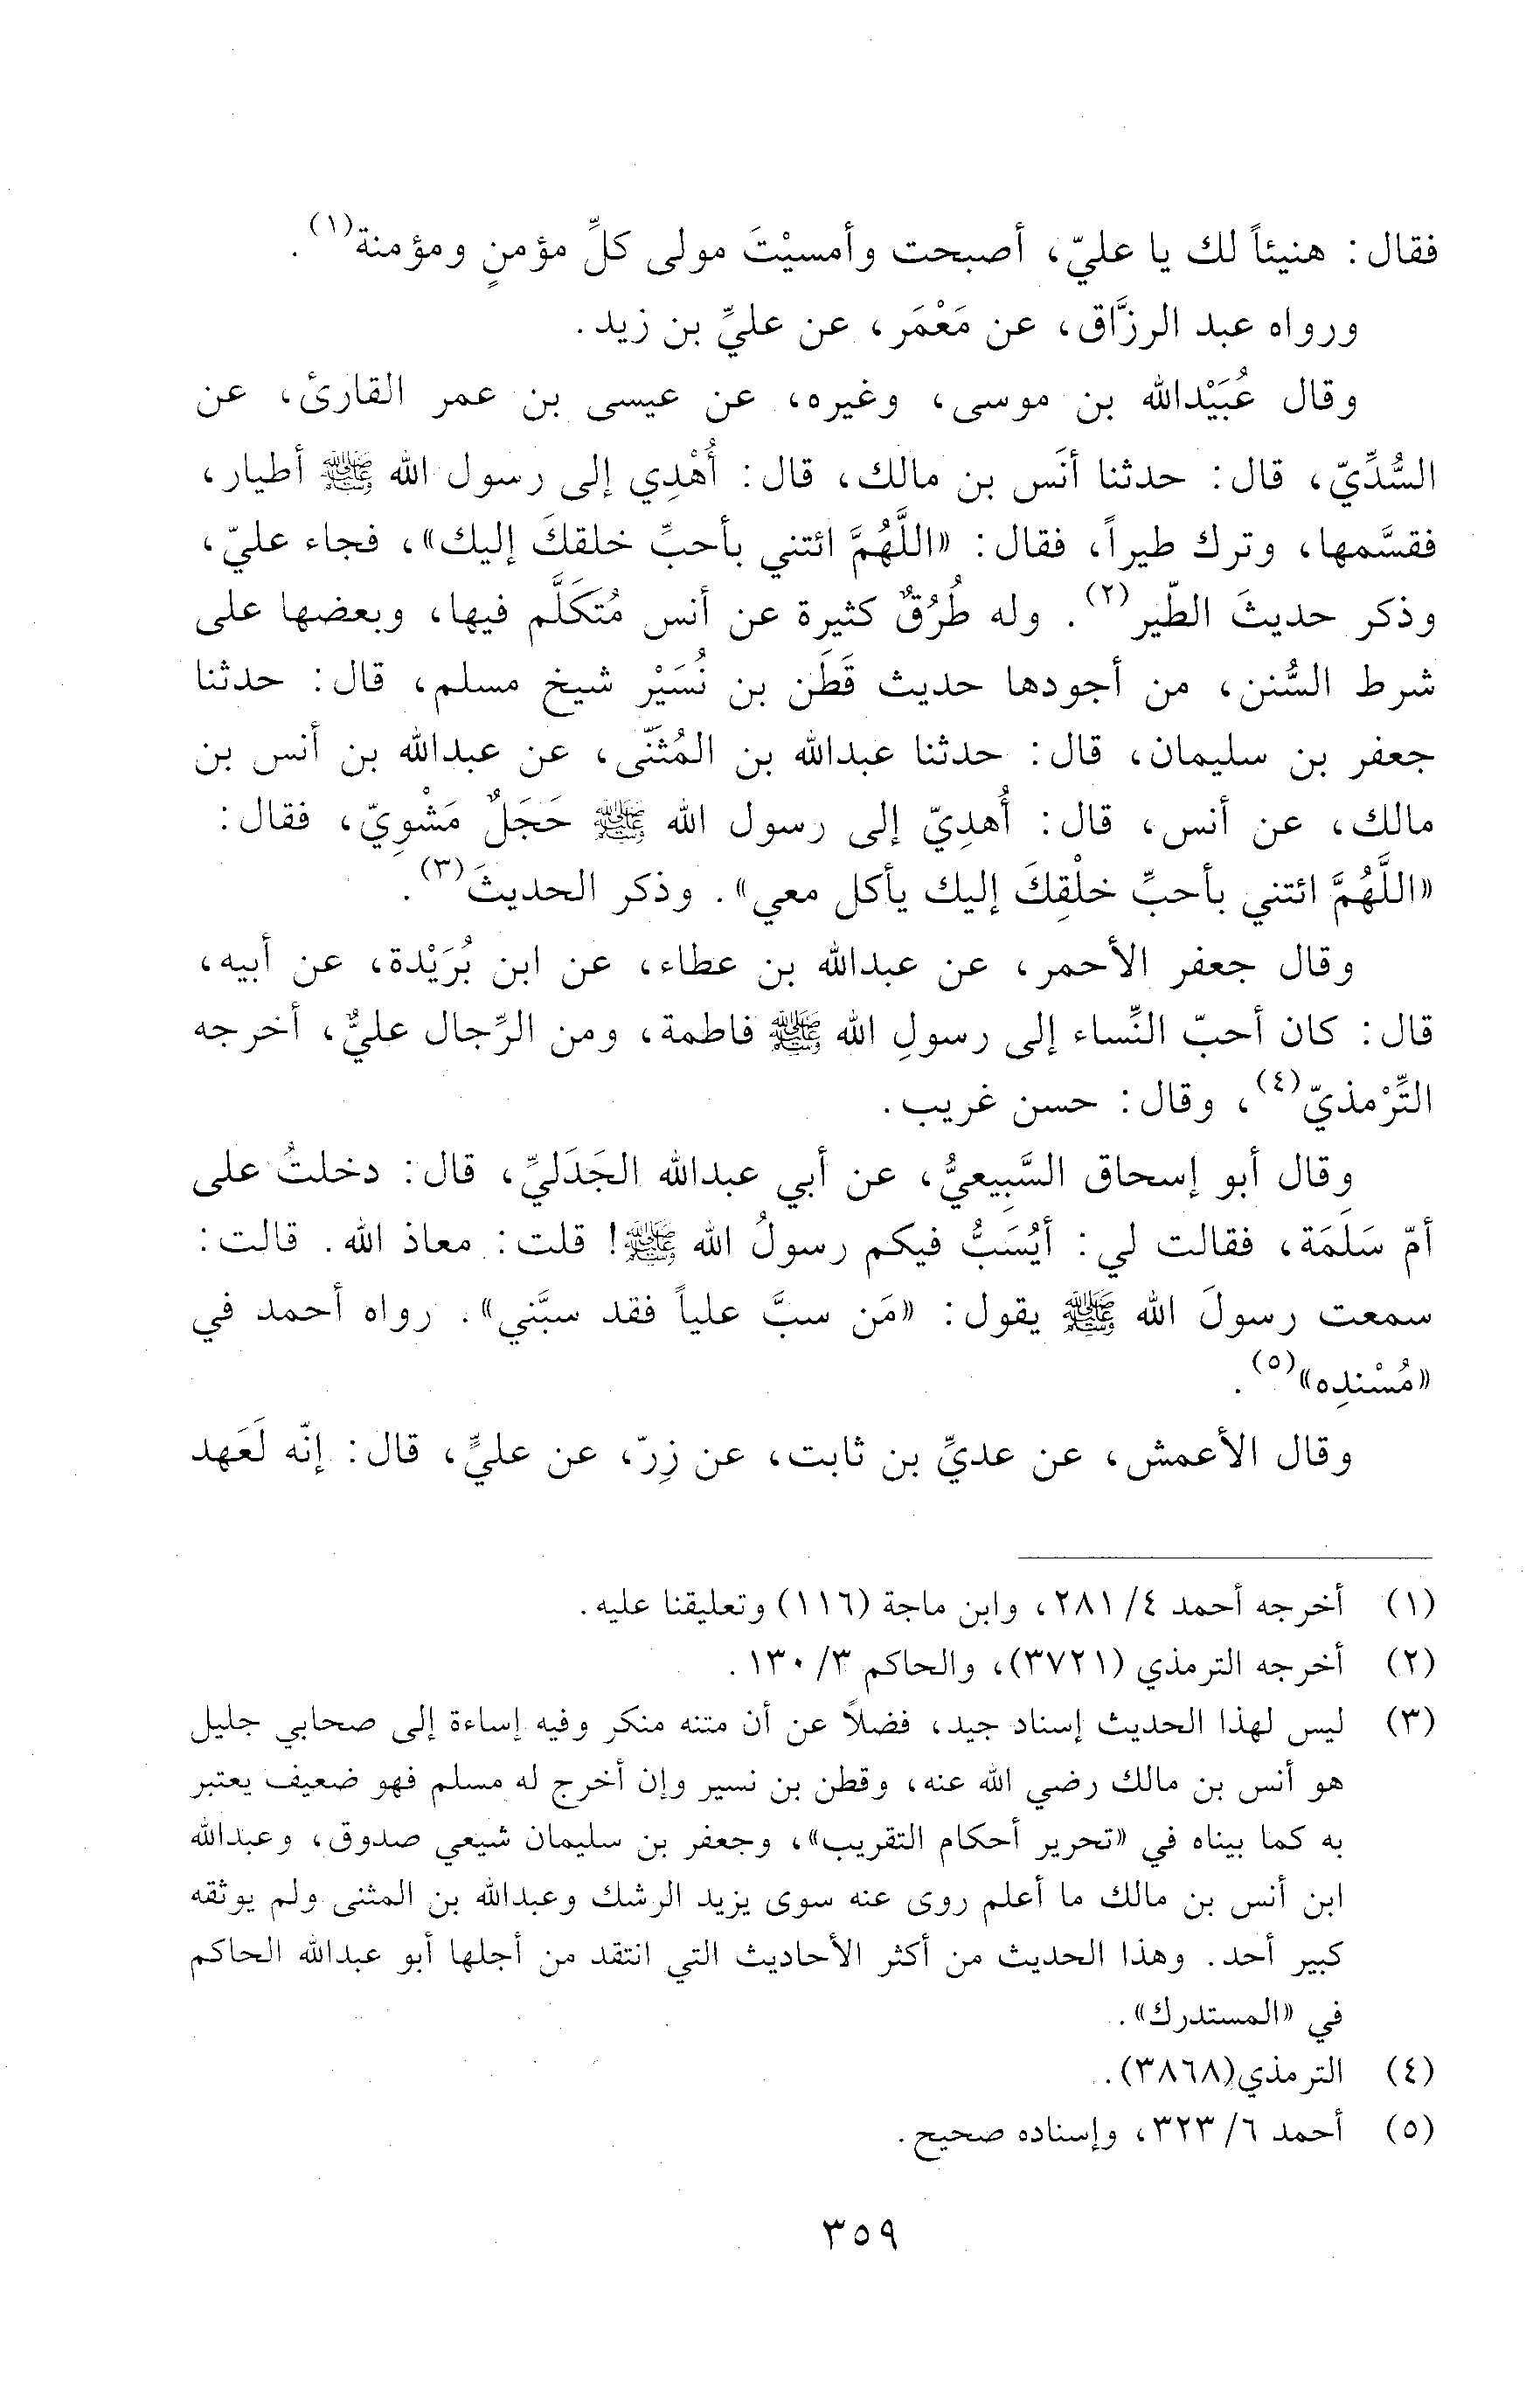 فقال: هنيئاً لك يا عليّ، أصبحت وأمسيْتَ مولى كلِّ مؤمنٍ ومؤمنة(١).
ورواه عبد الرزَّاق، عن مَعْمَر، عن عليِّ بن زيد.
وقال عُبَيْدالله بن موسى، وغيره، عن عيسى بن عمر القارئ، عن
السُّدِّيّ، قال: حدثنا أنَس بن مالك، قال: أُهْدِي إلى رسول الله ﷺ أطيار،
فقسَّمها، وترك طيراً، فقال: «اللَّهُمَّ ائتني بأحبِّ خلقكَ إليك»، فجاء عليّ،
وذكر حديثَ الطّير(٢). وله طُرُقٌ كثيرة عن أنس مُتَكَلَّم فيها، وبعضها على
شرط السُّنن، من أجودها حديث قَطَن بن نُسَيْر شيخ مسلم، قال: حدثنا
جعفر بن سليمان، قال: حدثنا عبدالله بن المُثَنّى، عن عبدالله بن أنس بن
مالك، عن أنس، قال: أُهدِيّ إلى رسول الله ﷺ حَجَلٌ مَشْوِيّ، فقال:
«اللَّهُمَّ ائتني بأحبِّ خلْقِكَ إليك يأكل معي». وذكر الحديثَ(٣).
وقال جعفر الأحمر، عن عبدالله بن عطاء، عن ابن بُرَيْدة، عن أبيه،
قال: كان أحبّ النِّساء إلى رسولِ الله ﷺ فاطمة، ومن الرِّجال عليٌّ، أخرجه
التِّرْمذيّ(٤)، وقال: حسن غريب.
وقال أبو إسحاق السَّبِيعيُّ، عن أبي عبدالله الجَدَليِّ، قال: دخلتُ على
أمّ سَلِمَة، فقالت لي: أيُسَبُّ فيكم رسولُ الله ﷺ! قلت: معاذ الله. قالت:
سمعت رسولَ الله ﷺ يقول: «مَن سبَّ علياً فقد سبَّني». رواه أحمد في
«مُسْندِه»(٥).
وقال الأعمش، عن عديِّ بن ثابت، عن زِرّ، عن عليٍّ، قال: إنّه لَعَهد
(١) أخرجه أحمد ٤/ ٢٨١، وابن ماجة (١١٦) وتعليقنا عليه.
(٢) أخرجه الترمذي (٣٧٢١)، والحاكم ٣/ ١٣٠.
(٣) ليس لهذا الحديث إسناد جيد، فضلاً عن أن متنه منكر وفيه إساءة إلى صحابي جليل
هو أنس بن مالك رضي الله عنه، وقطن بن نسير وإن أخرج له مسلم فهو ضعيف يعتبر
به كما بيناه في «تحرير أحكام التقريب»، وجعفر بن سليمان شيعي صدوق، وعبدالله
ابن أنس بن مالك ما أعلم روى عنه سوى يزيد الرشك وعبدالله بن المثنى ولم يوثقه
كبير أحد. وهذا الحديث من أكثر الأحاديث التي انتقد من أجلها أبو عبدالله الحاكم
في «المستدرك».
(٤) الترمذي(٣٨٦٨).
(٥) أحمد ٦/ ٣٢٣، وإسناده صحيح.
٣٥٩